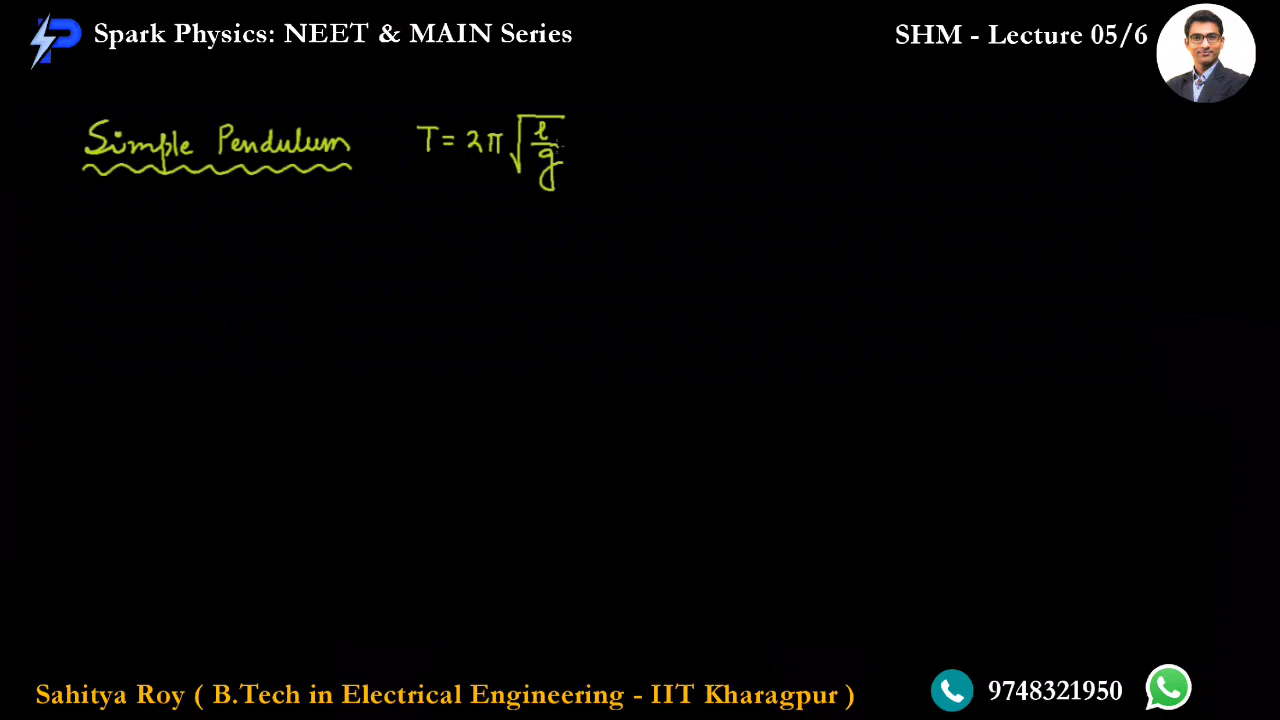 Spark Physics: NEET & MAIN Series
SHM - Lecture 05/6
Simple Pendulum T = 2π√(l/g)
Sahitya Roy ( B.Tech in Electrical Engineering - IIT Kharagpur )
9748321950